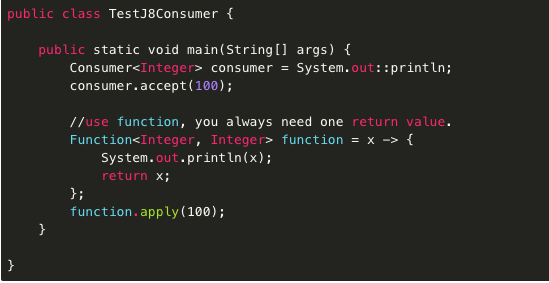 public class TestJ8Consumer {
public static void main(String[] args) {
Consumer<Integer> consumer = System.out::println;
consumer.accept(100);
//use function, you always need one return value.
Function<Integer, Integer> function = x -> {
System.out.println(x);
return x;
};
function.apply(100);
}
}